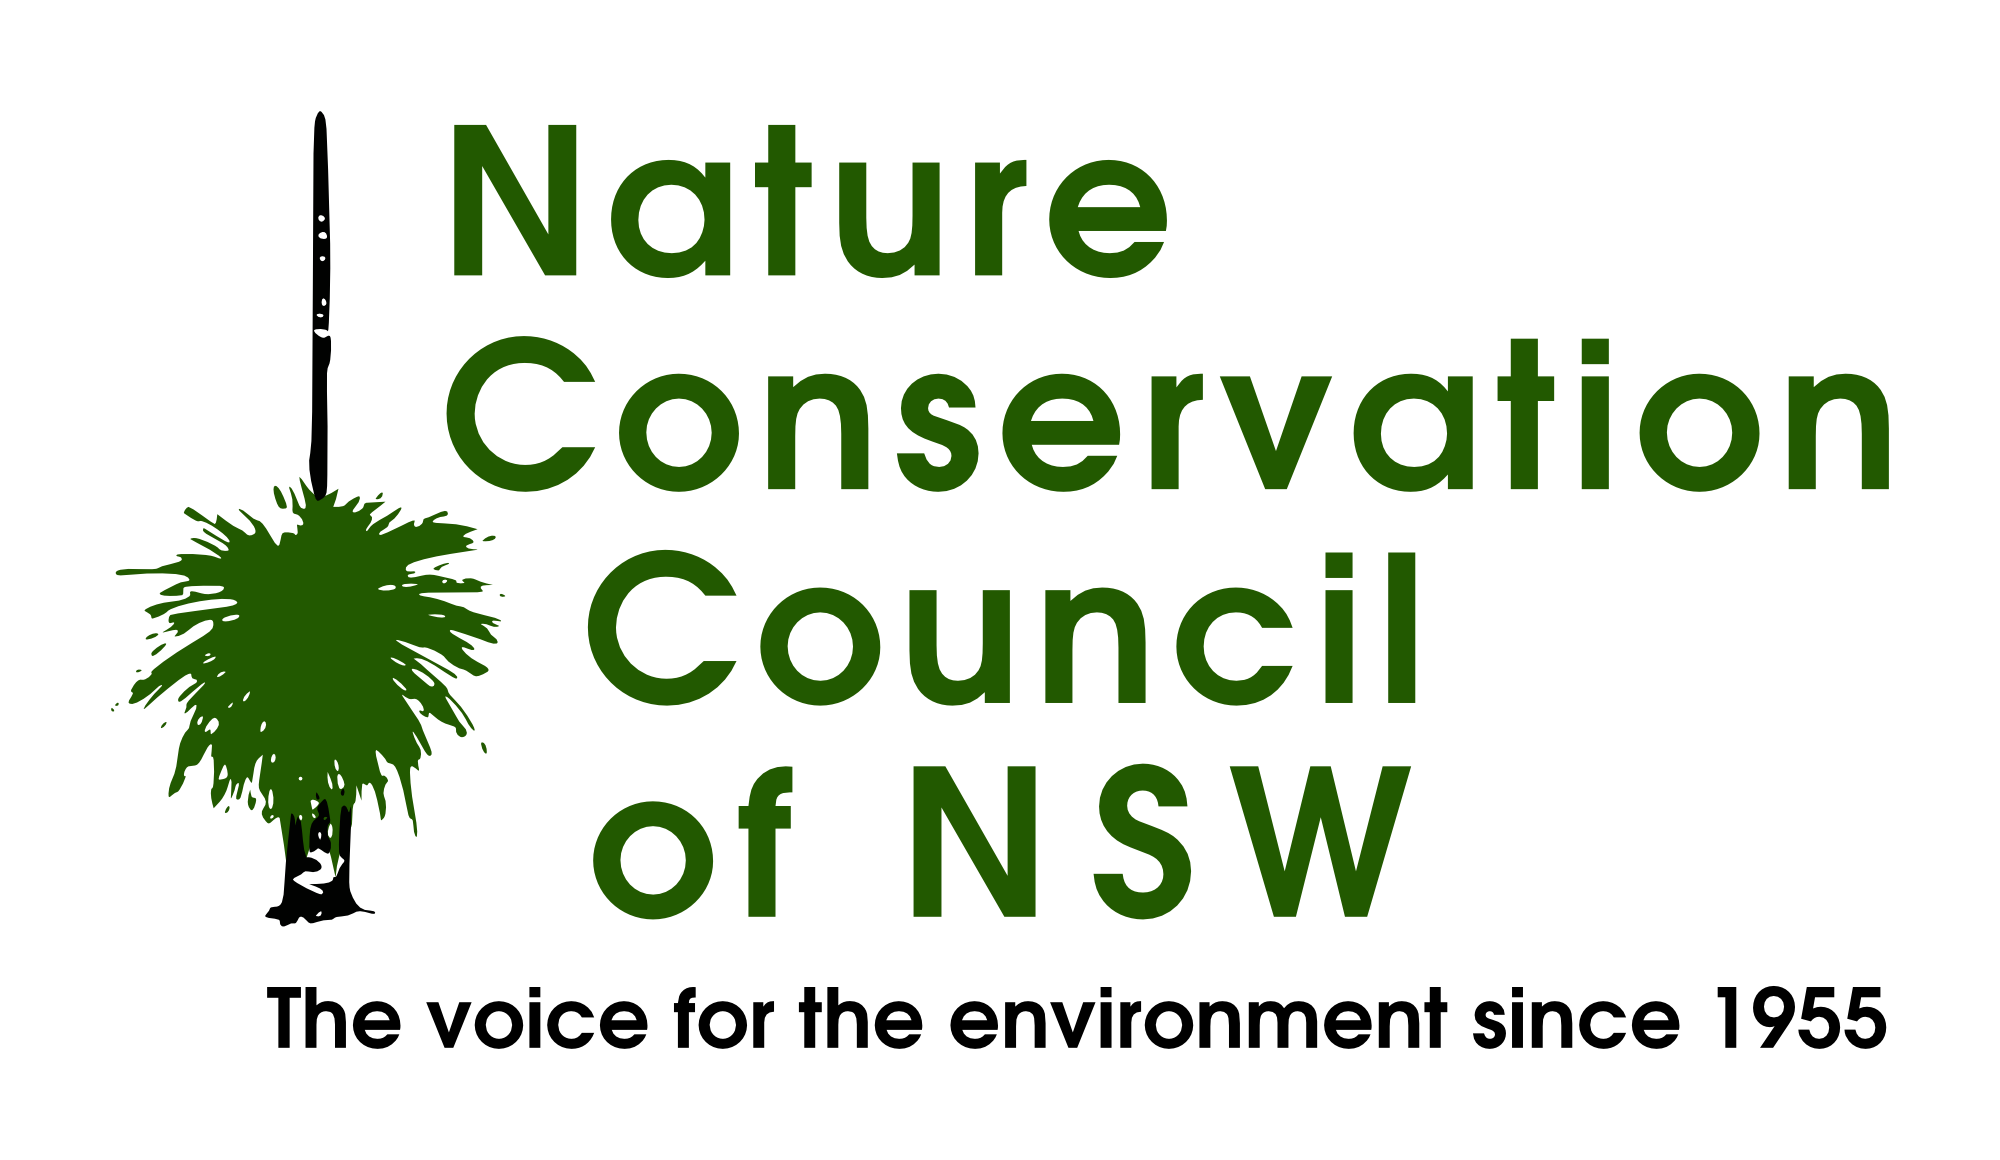 Nature
Conservation
Council
of NSW
The voice for the environment since 1955